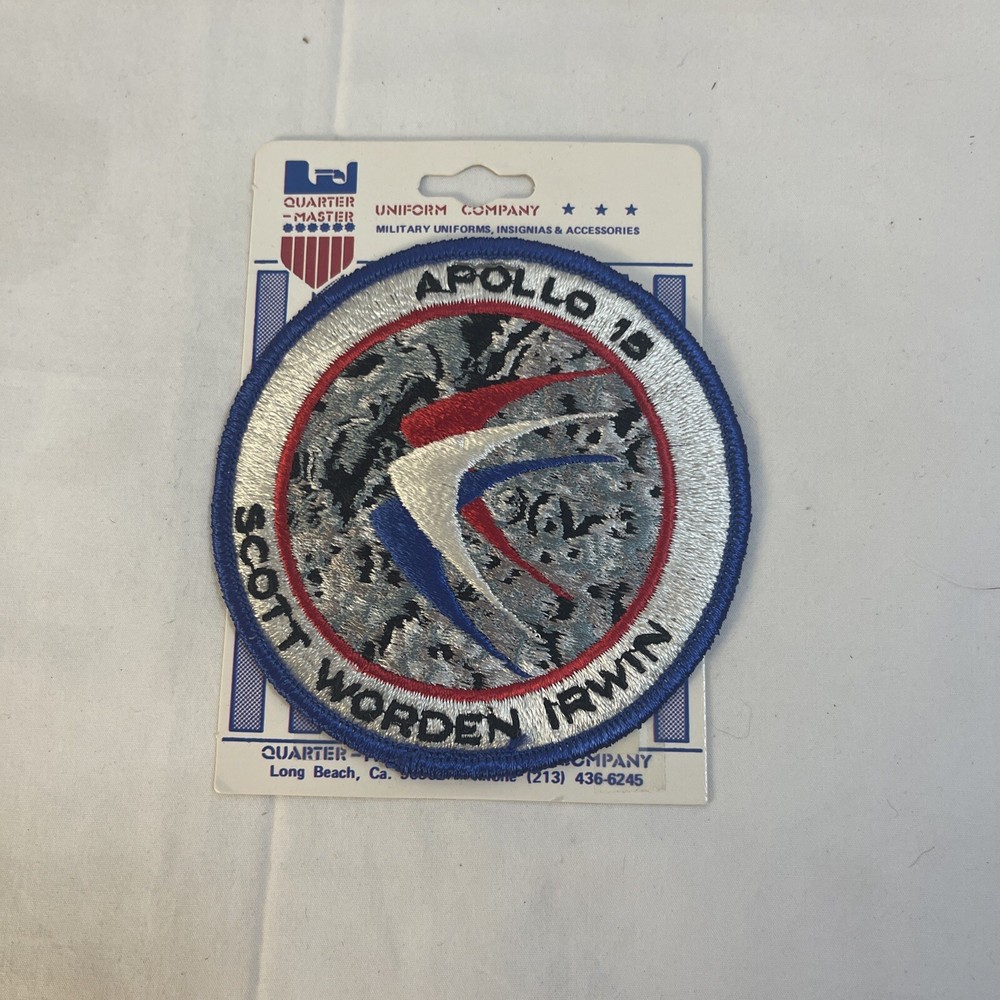 QUARTER
-MASTER
UNIFORM COMPANY
MILITARY UNIFORMS, INSIGNIAS & ACCESSORIES
APOLLO 15
SCOTT WORDEN IRWIN
QUARTER-
Long Beach, Ca. (213) 436-6245